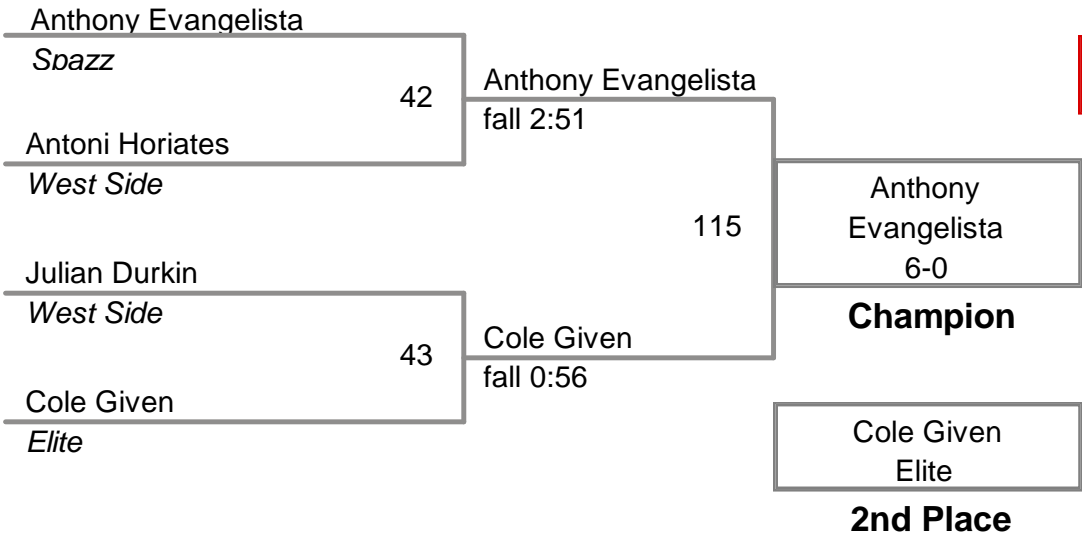 Anthony Evangelista
Spazz
42
Antoni Horiates
West Side
Anthony Evangelista
fall 2:51
Julian Durkin
West Side
43
Cole Given
Elite
Cole Given
fall 0:56
115
Anthony
Evangelista
6-0
Champion
Cole Given
Elite
2nd Place